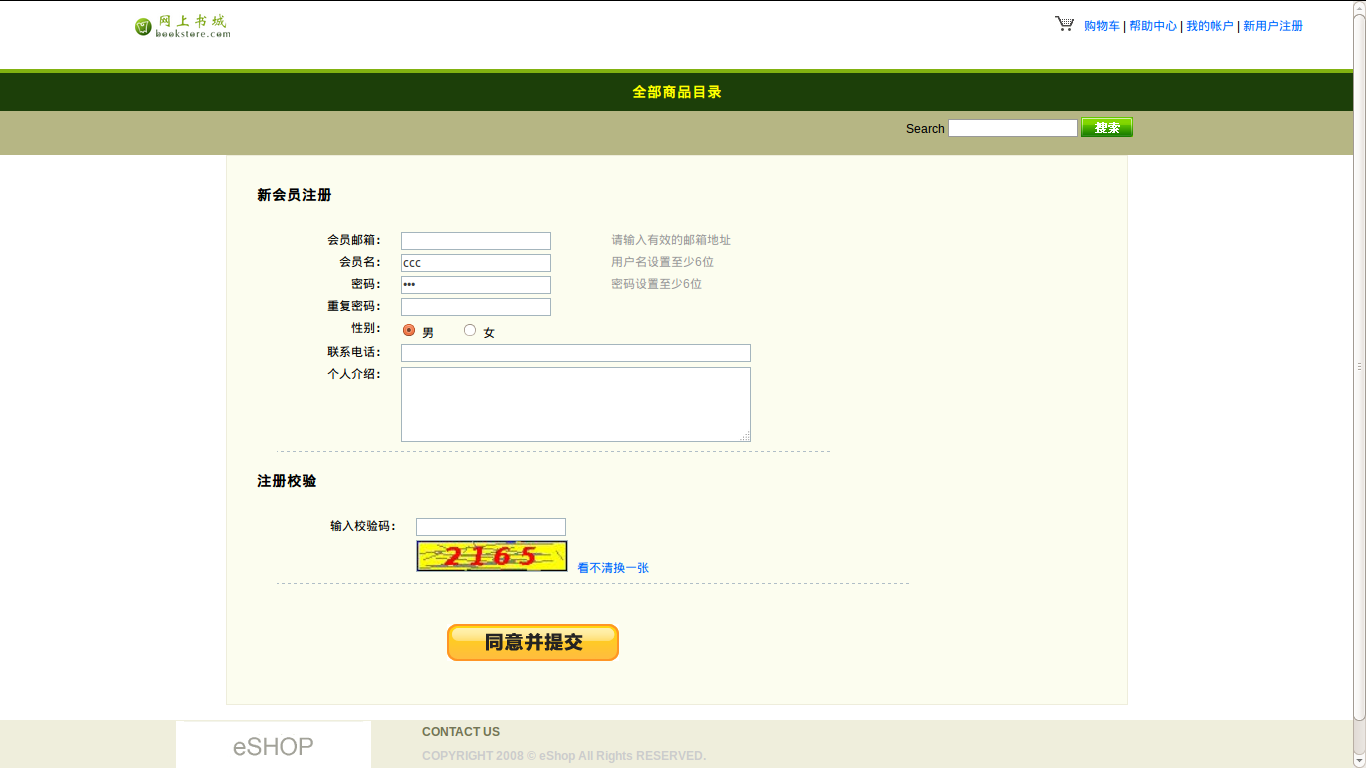 网上书城
bookstore.com
购物车 | 帮助中心 | 我的帐户 | 新用户注册
全部商品目录
Search 搜索
新会员注册
会员邮箱: 请输入有效的邮箱地址
会员名: ccc 用户名设置至少6位
密码: ••• 密码设置至少6位
重复密码:
性别: 男 女
联系电话:
个人介绍:
注册校验
输入校验码:
2165 看不清换一张
同意并提交
eSHOP
CONTACT US
COPYRIGHT 2008 © eShop All Rights RESERVED.